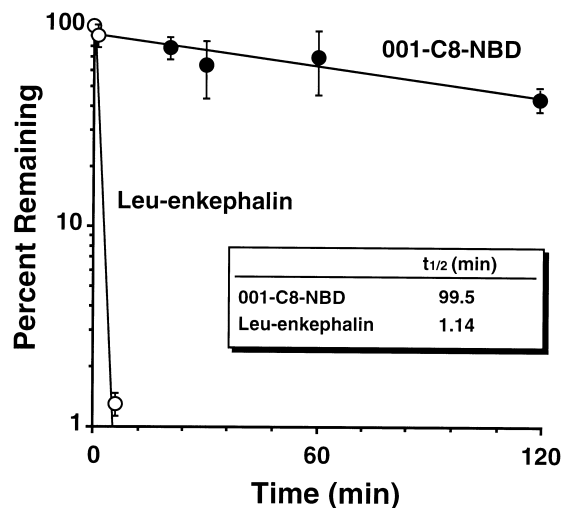 100
001-C8-NBD
Percent Remaining
Leu-enkephalin
10
t1/2 (min)
001-C8-NBD 99.5
Leu-enkephalin 1.14
1
0 60 120
Time (min)